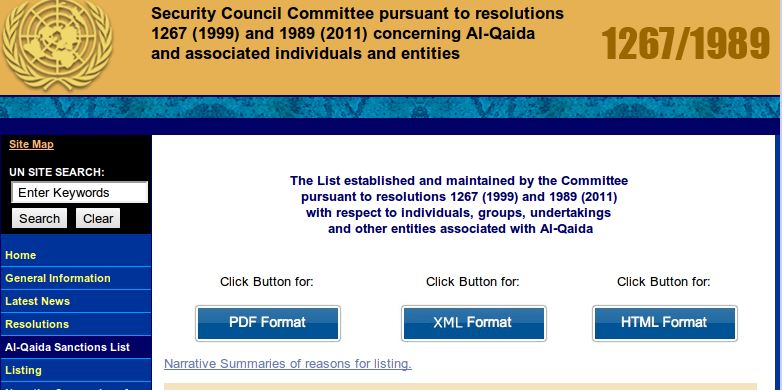 Security Council Committee pursuant to resolutions
1267 (1999) and 1989 (2011) concerning Al-Qaida
and associated individuals and entities
1267/1989
Site Map
UN SITE SEARCH:
Enter Keywords
Search Clear
Home
General Information
Latest News
Resolutions
Al-Qaida Sanctions List
Listing
The List established and maintained by the Committee
pursuant to resolutions 1267 (1999) and 1989 (2011)
with respect to individuals, groups, undertakings
and other entities associated with Al-Qaida
Click Button for: Click Button for: Click Button for:
PDF Format XML Format HTML Format
Narrative Summaries of reasons for listing.